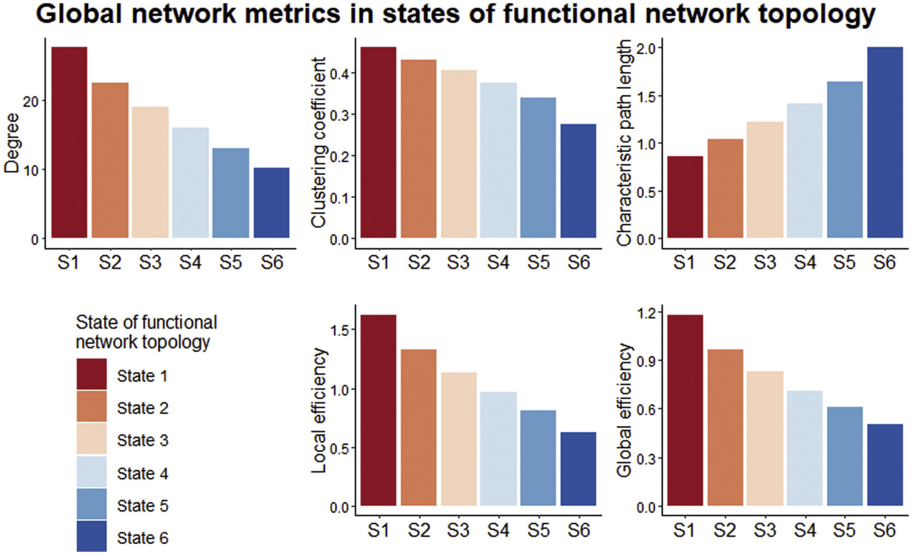 Global network metrics in states of functional network topology
Degree
20
10
0
S1 S2 S3 S4 S5 S6
Clustering coefficient
0.4
0.3
0.2
0.1
0.0
S1 S2 S3 S4 S5 S6
Characteristic path length
2.0
1.5
1.0
0.5
0.0
S1 S2 S3 S4 S5 S6
State of functional
network topology
State 1
State 2
State 3
State 4
State 5
State 6
Local efficiency
1.5
1.0
0.5
0.0
S1 S2 S3 S4 S5 S6
Global efficiency
1.2
0.9
0.6
0.3
0.0
S1 S2 S3 S4 S5 S6